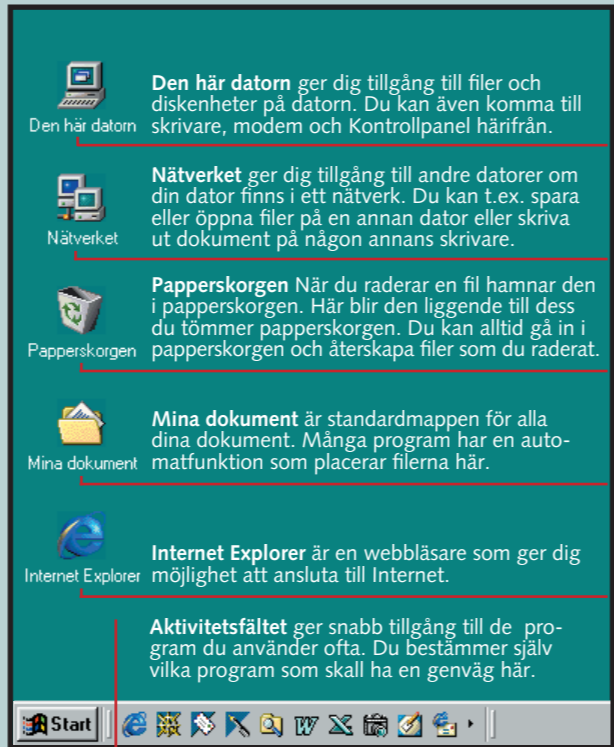 Den här datorn ger dig tillgång till filer och
diskenheter på datorn. Du kan även komma till
Den här datorn
skrivare, modem och Kontrollpanel härifrån.
Nätverket ger dig tillgång till andre datorer om
din dator finns i ett nätverk. Du kan t.ex. spara
eller öppna filer på en annan dator eller skriva
Nätverket
ut dokument på någon annans skrivare.
Papperskorgen När du raderar en fil hamnar den
i papperskorgen. Här blir den liggende till dess
du tömmer papperskorgen. Du kan alltid gå in i
Papperskorgen
papperskorgen och återskapa filer som du raderat.
Mina dokument är standardmappen för alla
dina dokument. Många program har en auto-
Mina dokument
matfunktion som placerar filerna här.
Internet Explorer är en webbläsare som ger dig
Internet Explorer
möjlighet att ansluta till Internet.
Aktivitetsfältet ger snabb tillgång till de pro-
gram du använder ofta. Du bestämmer själv
vilka program som skall ha en genväg här.
Start